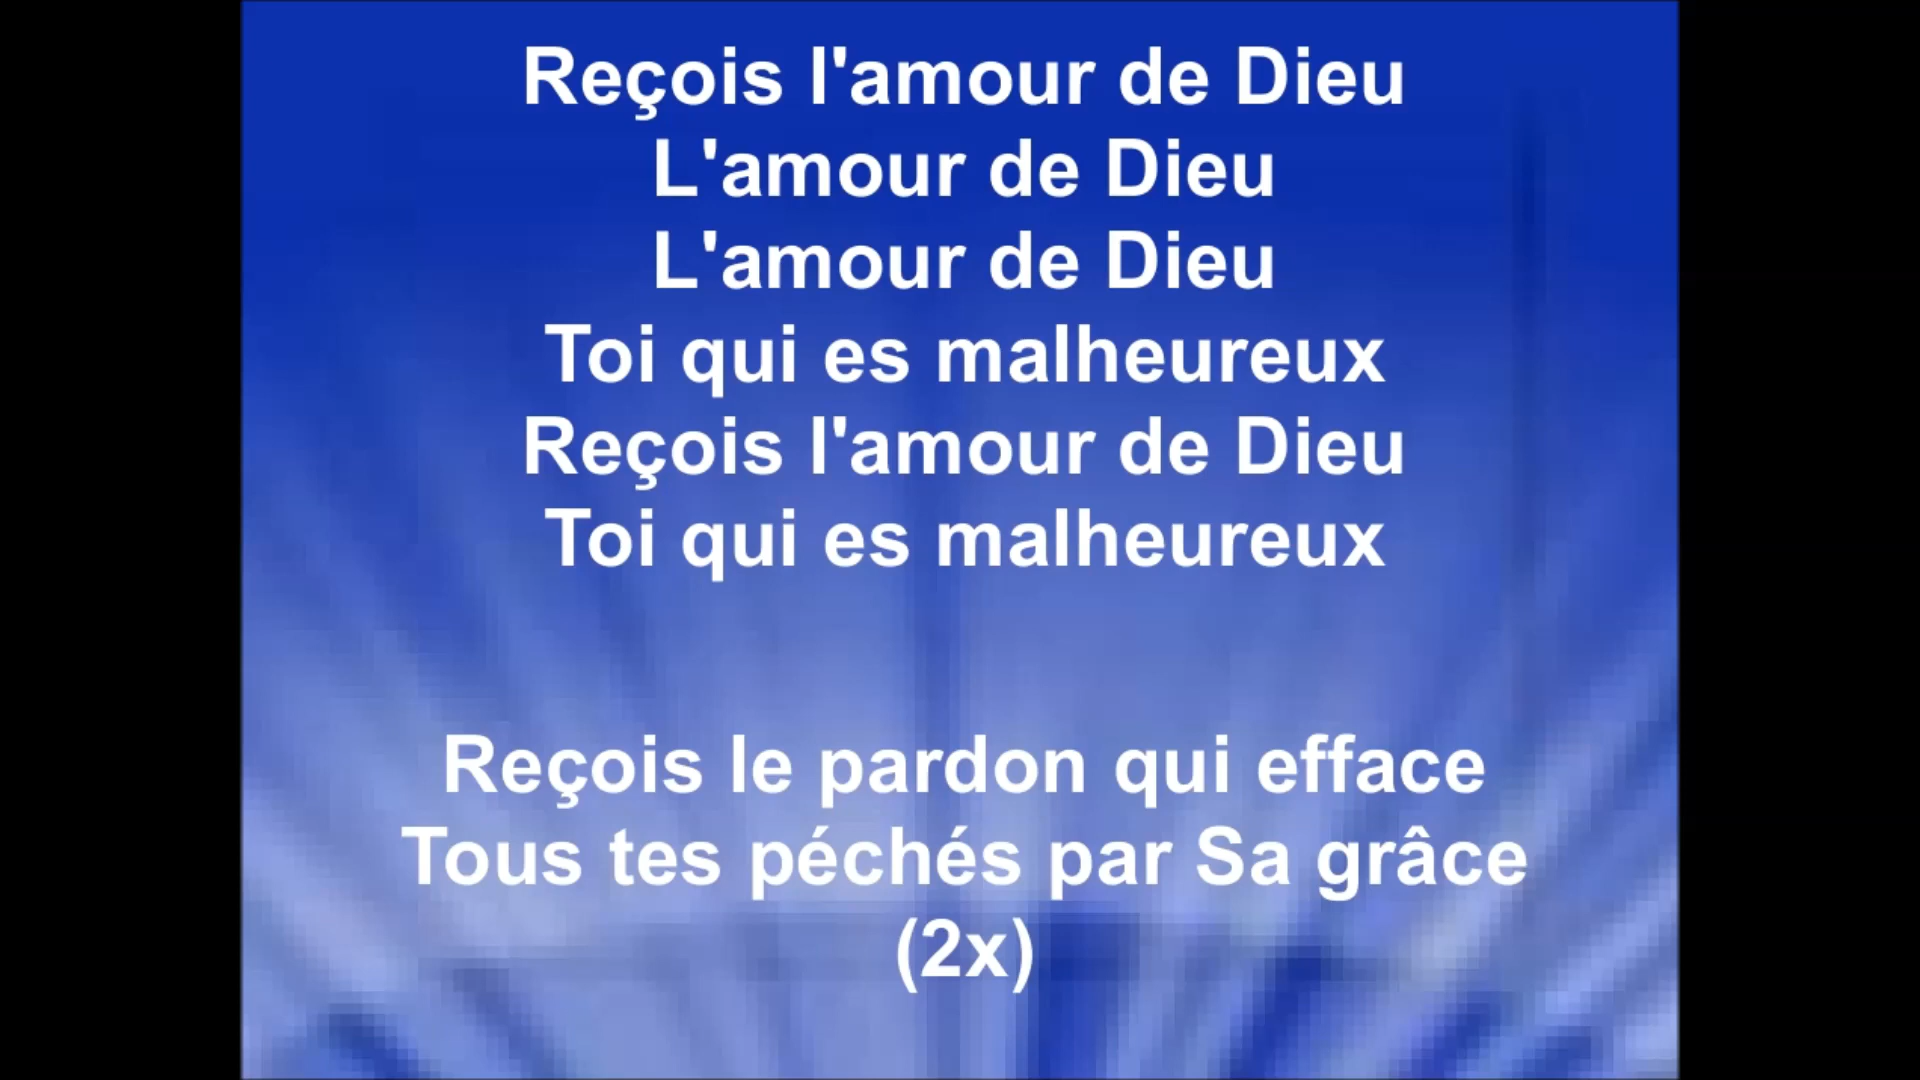 Reçois l'amour de Dieu
L'amour de Dieu
L'amour de Dieu
Toi qui es malheureux
Reçois l'amour de Dieu
Toi qui es malheureux
Reçois le pardon qui efface
Tous tes péchés par Sa grâce
(2x)